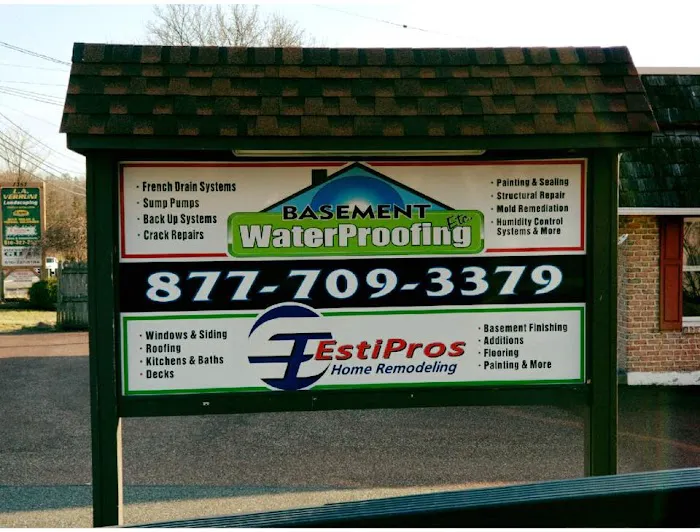 · French Drain Systems
· Sump Pumps
· Back Up Systems
· Crack Repairs
BASEMENT Etc.
WaterProofing
· Painting & Sealing
· Structural Repair
· Mold Remediation
· Humidity Control
Systems & More
877-709-3379
· Windows & Siding
· Roofing
· Kitchens & Baths
· Decks
EstiPros
Home Remodeling
· Basement Finishing
· Additions
· Flooring
· Painting & More
L.A.
VERRUNI
Landscaping